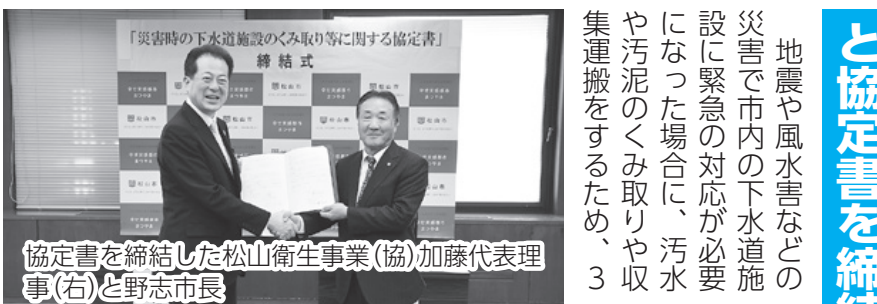 と協定書を締結
地震や風水害などの
災害で市内の下水道施
設に緊急の対応が必要
になった場合に、汚水
や汚泥のくみ取りや収
集運搬をするため、3
「災害時の下水道施設のくみ取り等に関する協定書」
締結式
協定書を締結した松山衛生事業(協)加藤代表理
事(右)と野志市長